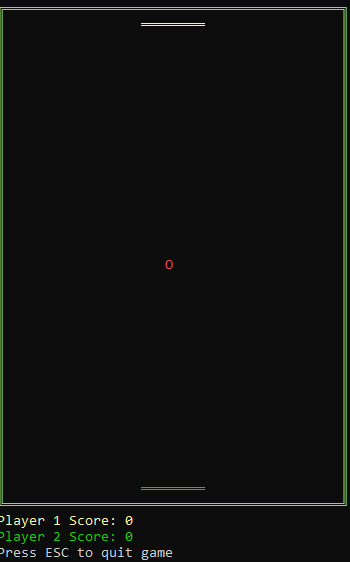 O
Player 1 Score: 0
Player 2 Score: 0
Press ESC to quit game